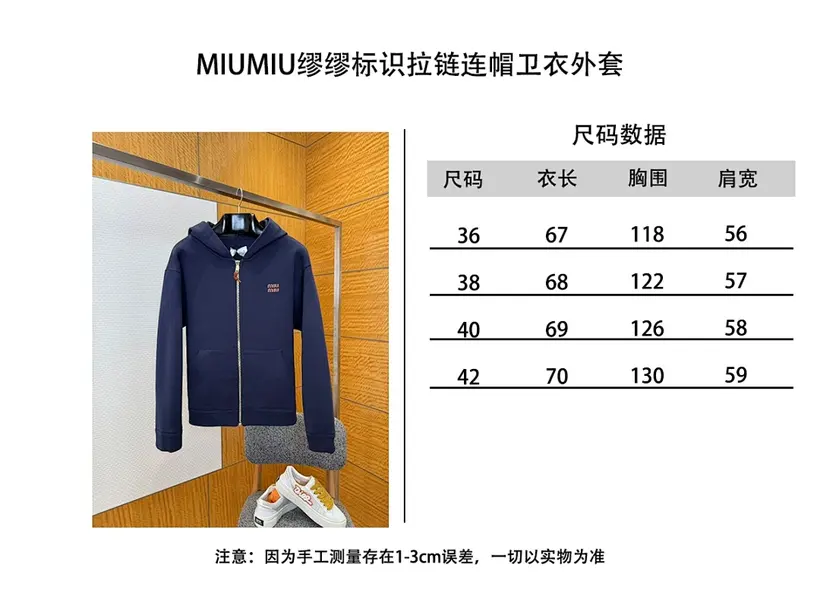 MIUMIU缪缪标识拉链连帽卫衣外套
尺码数据
尺码 衣长 胸围 肩宽
36 67 118 56
38 68 122 57
40 69 126 58
42 70 130 59
注意：因为手工测量存在1-3cm误差，一切以实物为准